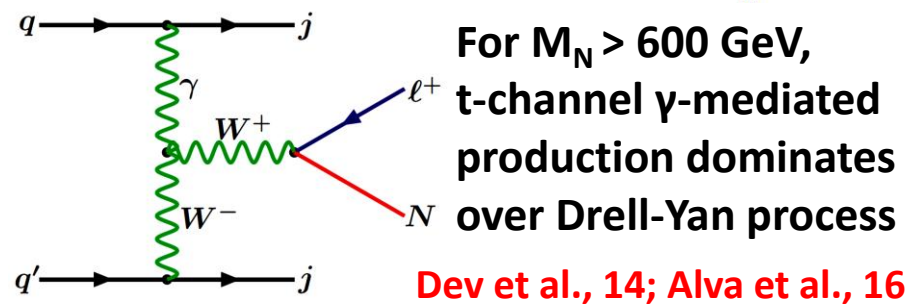 q
j
For M_N > 600 GeV,
γ
ℓ⁺
t-channel γ-mediated
W⁺
production dominates
W⁻
N
over Drell-Yan process
q′
j
Dev et al., 14; Alva et al., 16